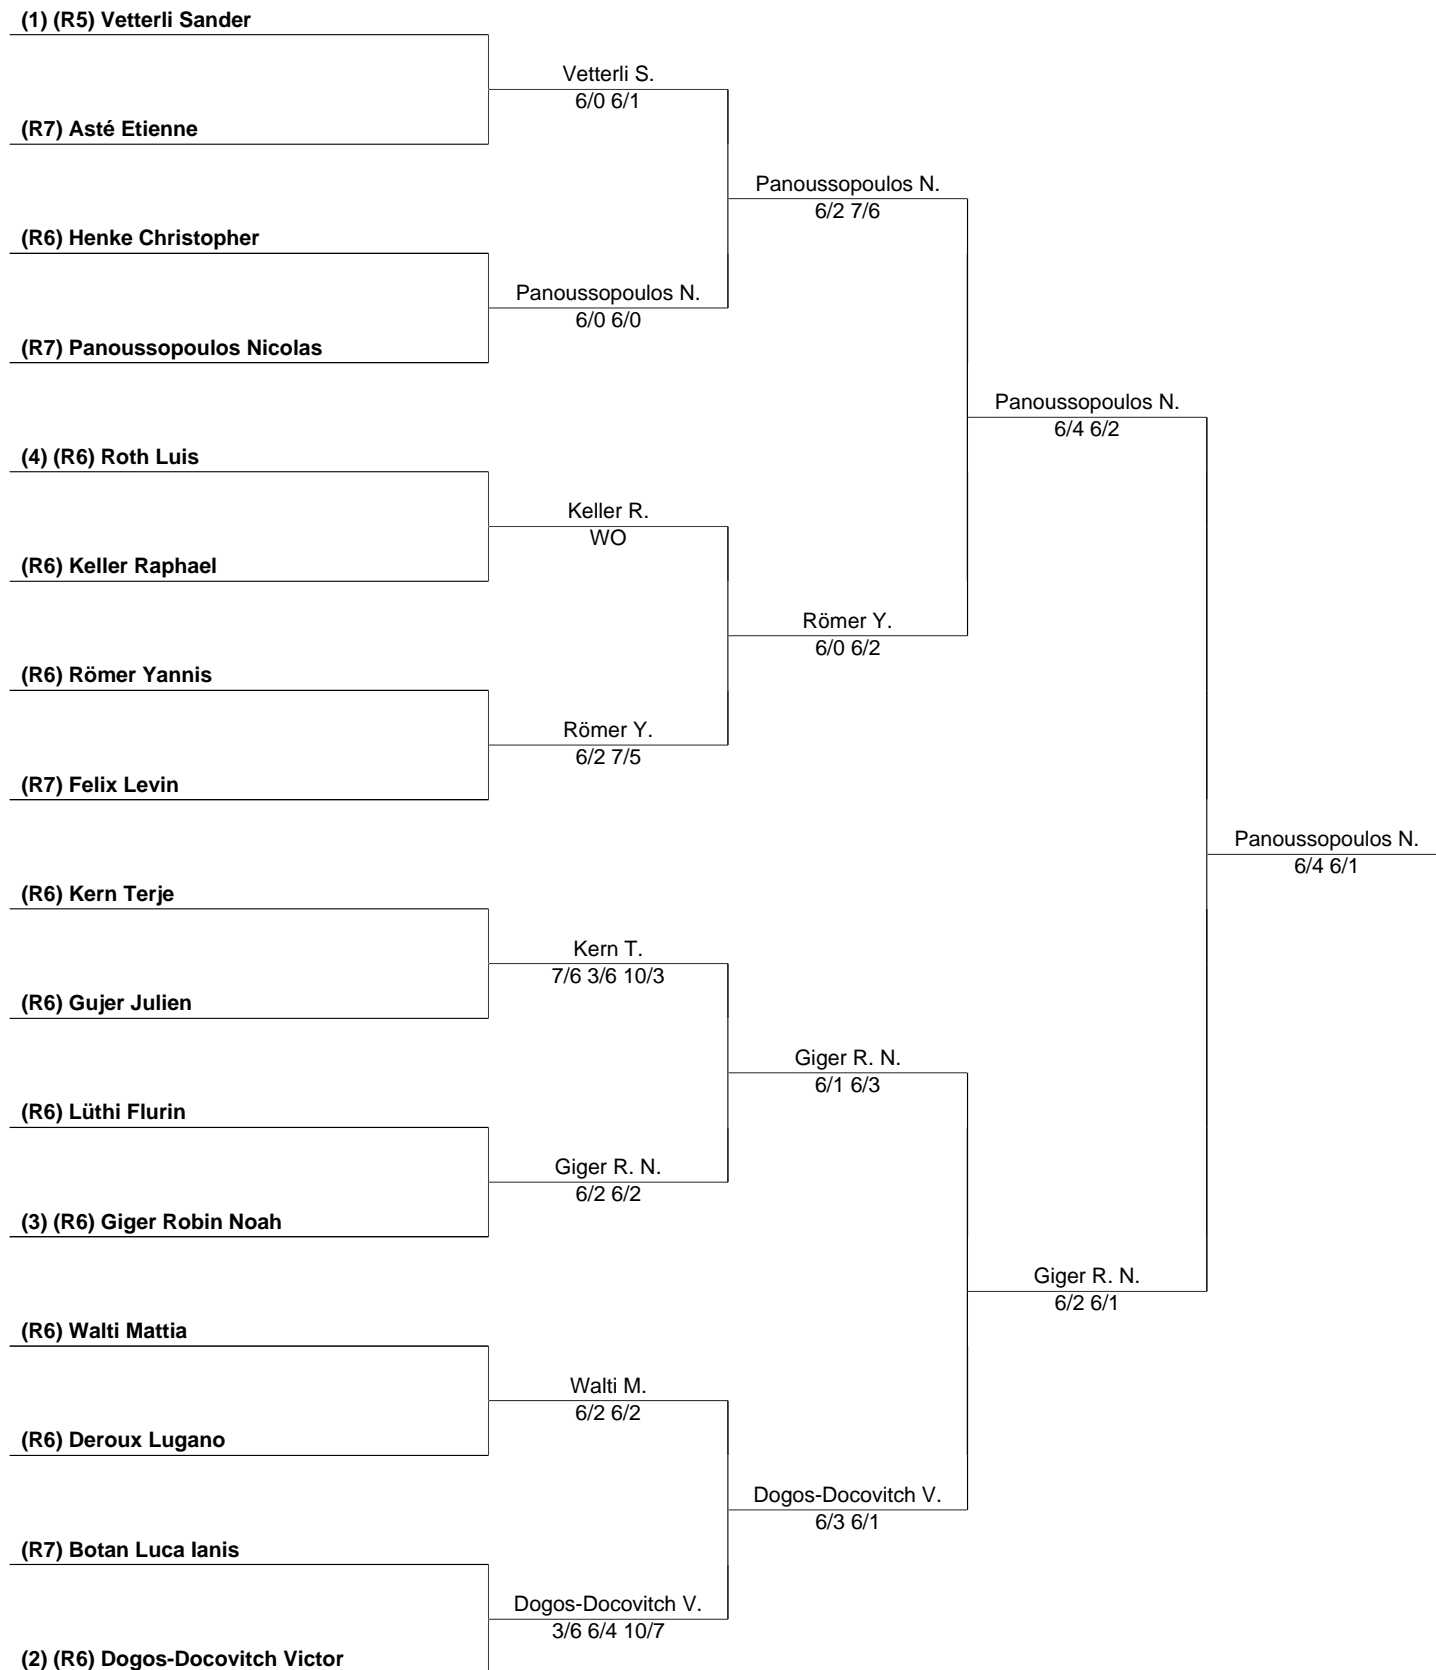 (1) (R5) Vetterli Sander
Vetterli S.
6/0 6/1
(R7) Asté Etienne
Panoussopoulos N.
6/2 7/6
(R6) Henke Christopher
Panoussopoulos N.
6/0 6/0
(R7) Panoussopoulos Nicolas
Panoussopoulos N.
6/4 6/2
(4) (R6) Roth Luis
Keller R.
WO
(R6) Keller Raphael
Römer Y.
6/0 6/2
(R6) Römer Yannis
Römer Y.
6/2 7/5
(R7) Felix Levin
Panoussopoulos N.
6/4 6/1
(R6) Kern Terje
Kern T.
7/6 3/6 10/3
(R6) Gujer Julien
Giger R. N.
6/1 6/3
(R6) Lüthi Flurin
Giger R. N.
6/2 6/2
(3) (R6) Giger Robin Noah
Giger R. N.
6/2 6/1
(R6) Walti Mattia
Walti M.
6/2 6/2
(R6) Deroux Lugano
Dogos-Docovitch V.
6/3 6/1
(R7) Botan Luca Ianis
Dogos-Docovitch V.
3/6 6/4 10/7
(2) (R6) Dogos-Docovitch Victor